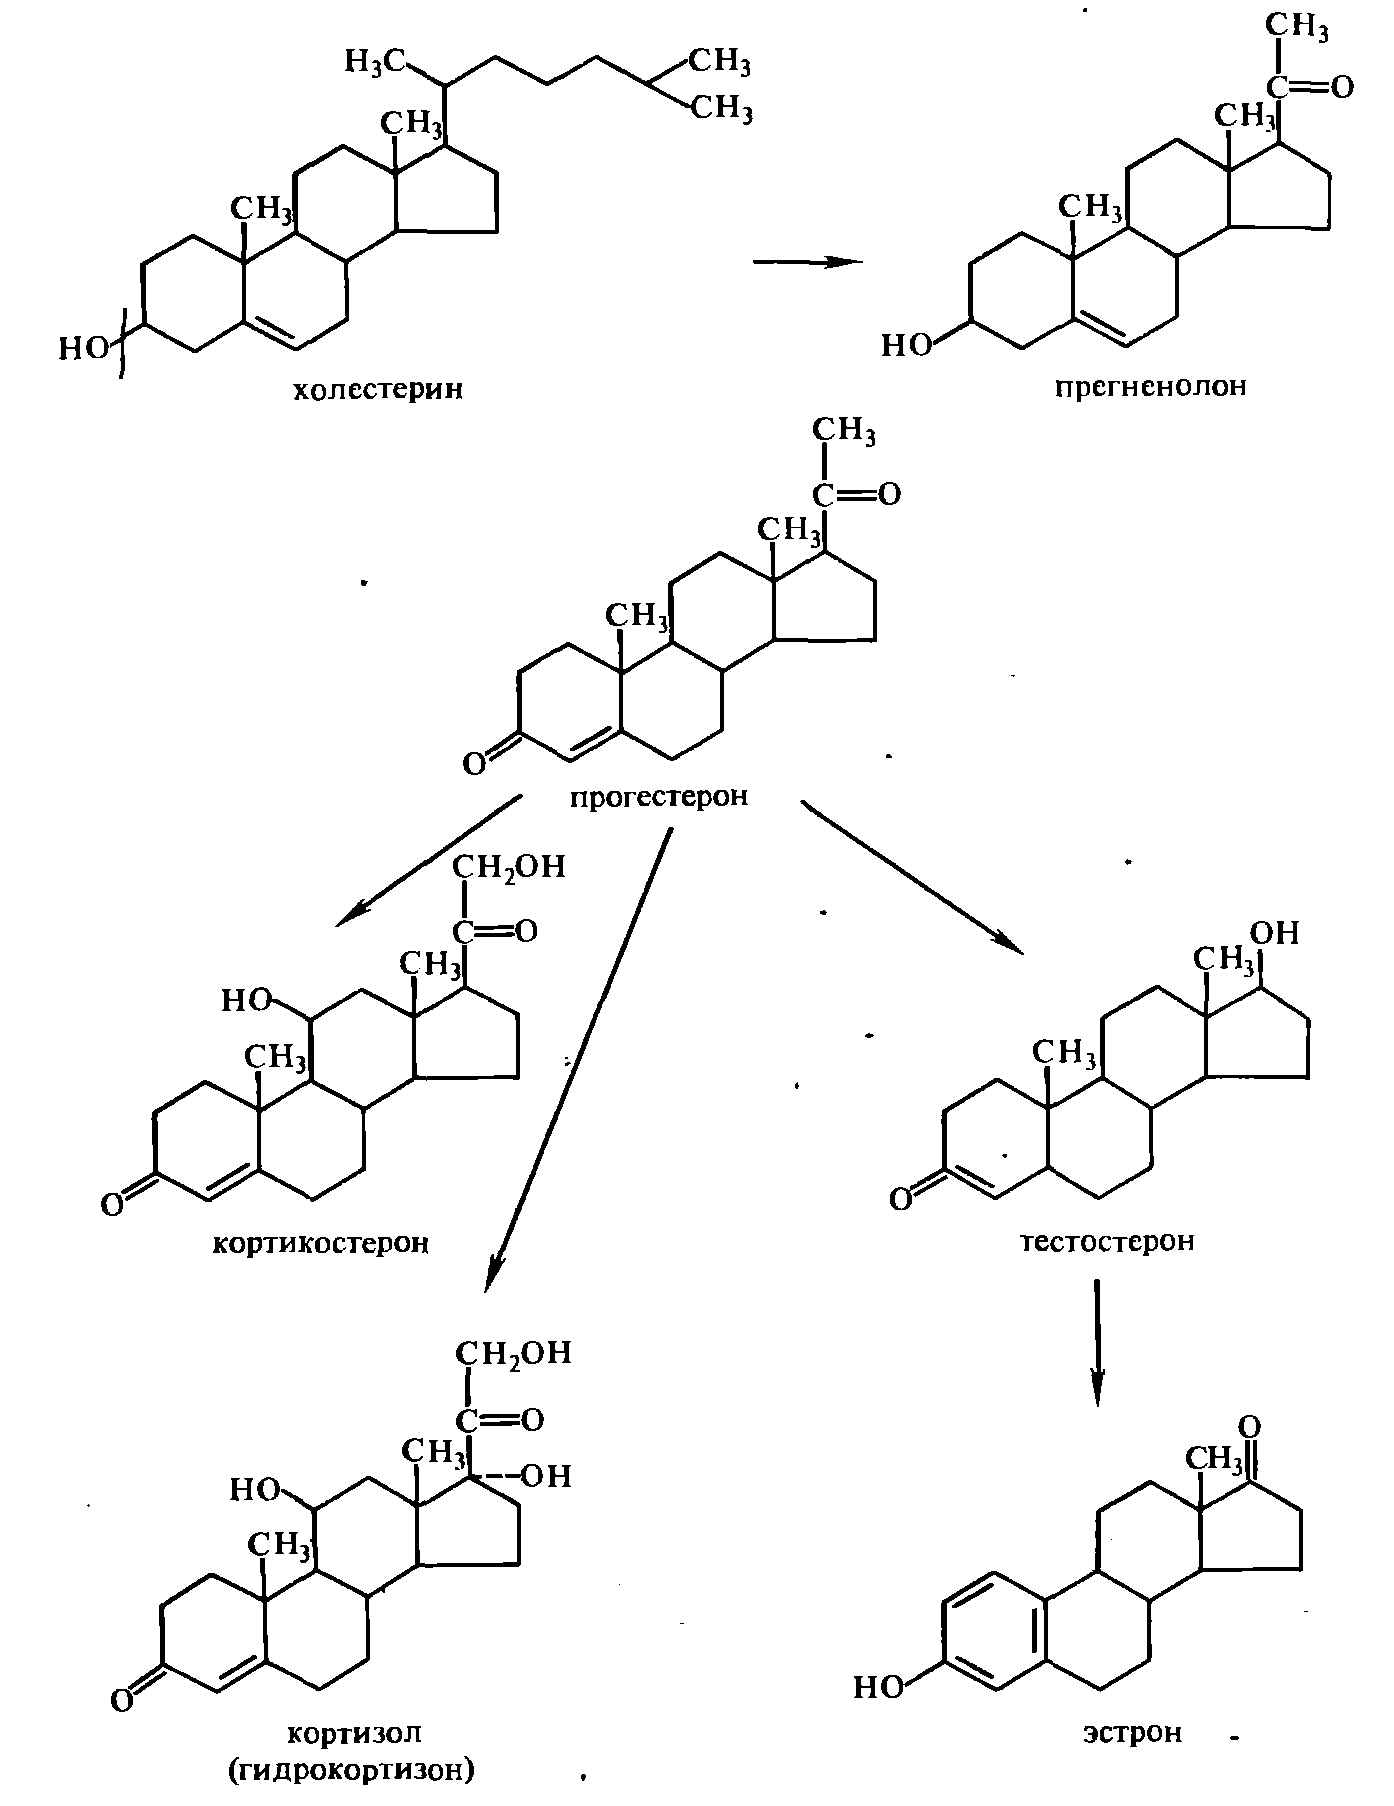 H₃C CH₃
CH₃
CH₃
CH₃
HO
холестерин
CH₃
C=O
CH₃
CH₃
HO
прегненолон
CH₃
C=O
CH₃
CH₃
O
прогестерон
CH₂OH
C=O
CH₃
HO
CH₃
O
кортикостерон
OH
CH₃
CH₃
O
тестостерон
CH₂OH
C=O
CH₃
HO OH
CH₃
O
кортизол
(гидрокортизон)
O
CH₃
HO
эстрон